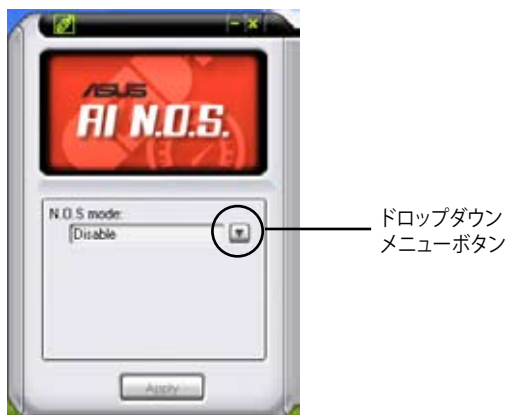 ASUS
AI N.O.S.
N.O.S mode:
Disable
ドロップダウン
メニューボタン
Apply